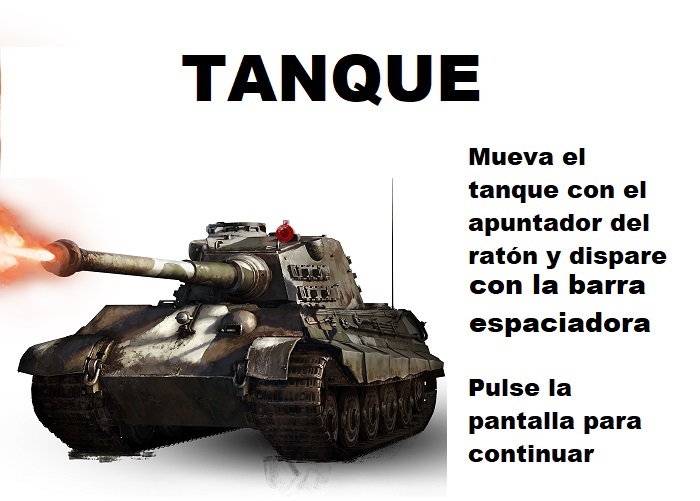 TANQUE
Mueva el
tanque con el
apuntador del
ratón y dispare
con la barra
espaciadora
Pulse la
pantalla para
continuar